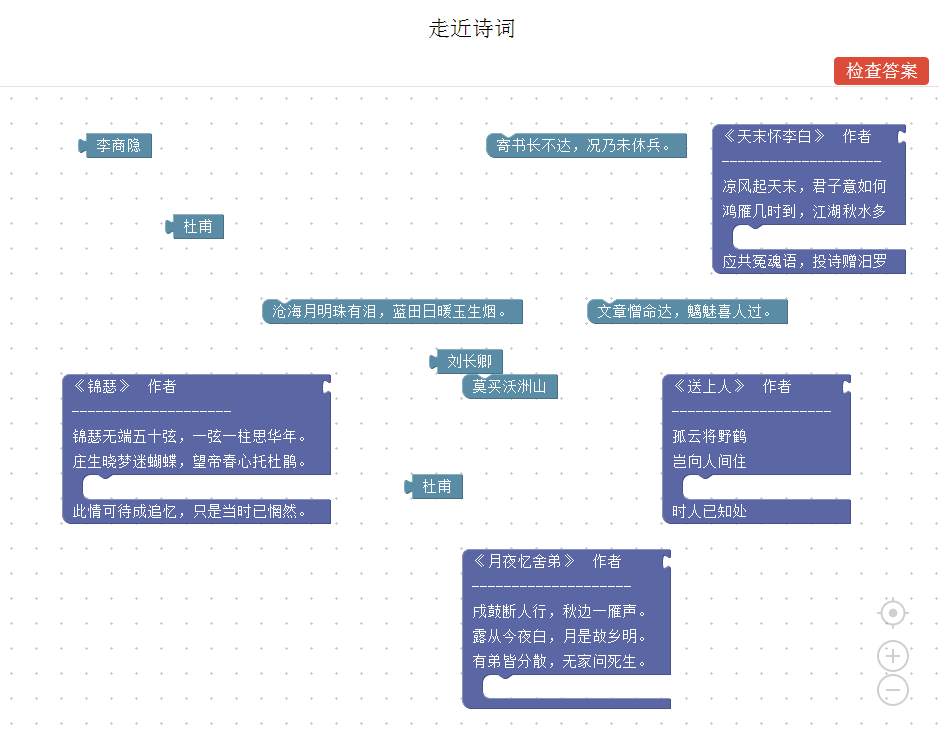 走近诗词
检查答案
李商隐
寄书长不达，况乃未休兵。
《天末怀李白》 作者
--------------------
凉风起天末，君子意如何
鸿雁几时到，江湖秋水多
应共冤魂语，投诗赠汨罗
杜甫
沧海月明珠有泪，蓝田日暖玉生烟。
文章憎命达，魑魅喜人过。
刘长卿
莫买沃洲山
《锦瑟》 作者
--------------------
锦瑟无端五十弦，一弦一柱思华年。
庄生晓梦迷蝴蝶，望帝春心托杜鹃。
此情可待成追忆，只是当时已惘然。
《送上人》 作者
--------------------
孤云将野鹤
岂向人间住
时人已知处
杜甫
《月夜忆舍弟》 作者
--------------------
戍鼓断人行，秋边一雁声。
露从今夜白，月是故乡明。
有弟皆分散，无家问死生。